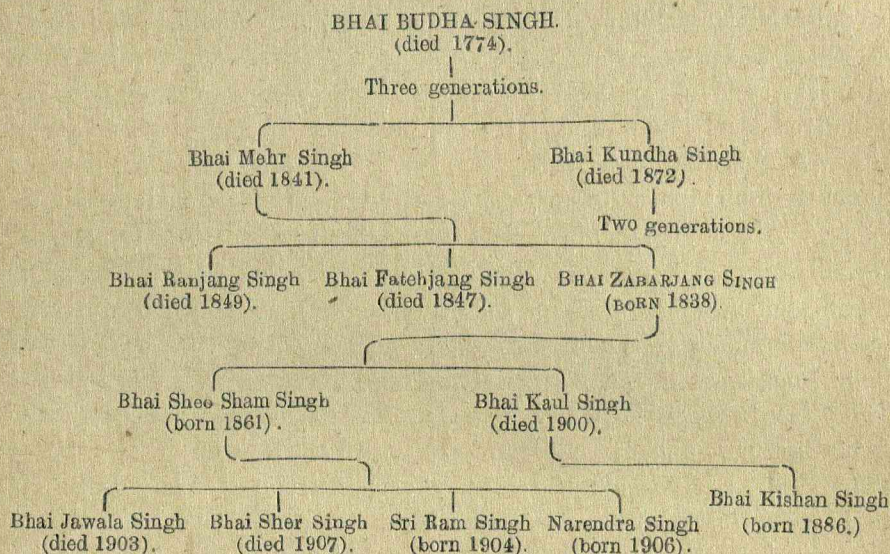 BHAI BUDHA SINGH.
(died 1774).
Three generations.
Bhai Mehr Singh
(died 1841).
Bhai Kundha Singh
(died 1872).
Two generations.
Bhai Ranjang Singh
(died 1849).
Bhai Fatehjang Singh
(died 1847).
BHAI ZABARJANG SINGH
(BORN 1838).
Bhai Sheo Sham Singh
(born 1861).
Bhai Kaul Singh
(died 1900).
Bhai Jawala Singh
(died 1903).
Bhai Sher Singh
(died 1907).
Sri Ram Singh
(born 1904).
Narendra Singh
(born 1906).
Bhai Kishan Singh
(born 1886.)